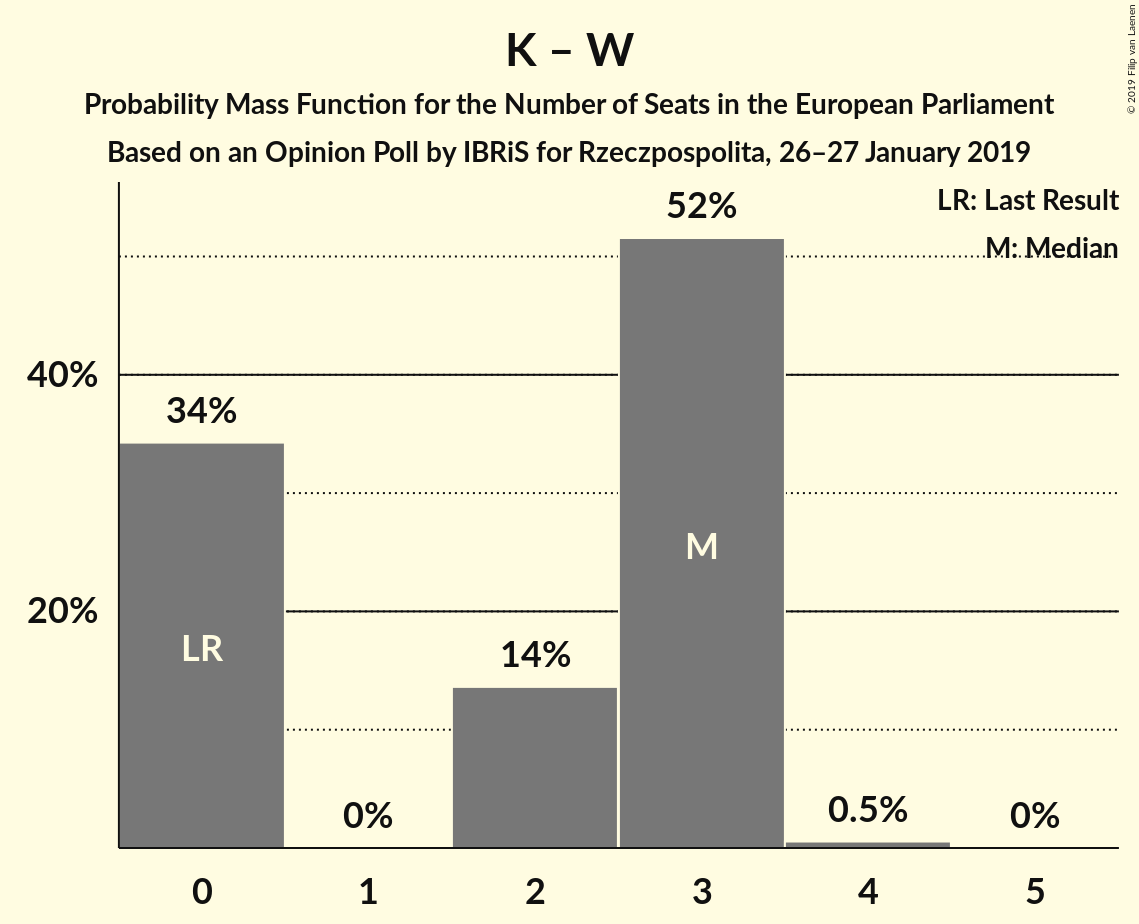 K – W
Probability Mass Function for the Number of Seats in the European Parliament
Based on an Opinion Poll by IBRiS for Rzeczpospolita, 26–27 January 2019
© 2019 Filip van Laenen
LR: Last Result
M: Median
52%
40%
34%
M
20%
LR
14%
0%
0.5%
0%
0 1 2 3 4 5